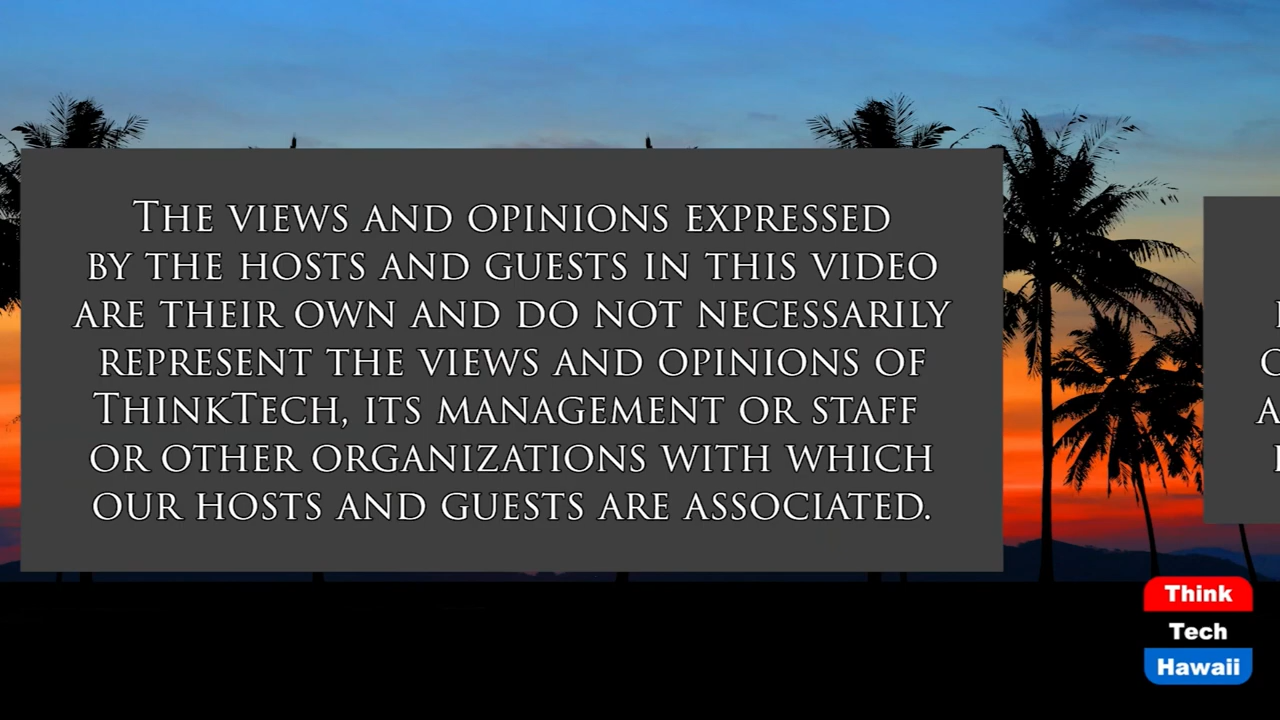 The views and opinions expressed
by the hosts and guests in this video
are their own and do not necessarily
represent the views and opinions of
ThinkTech, its management or staff
or other organizations with which
our hosts and guests are associated.
Think
Tech
Hawaii